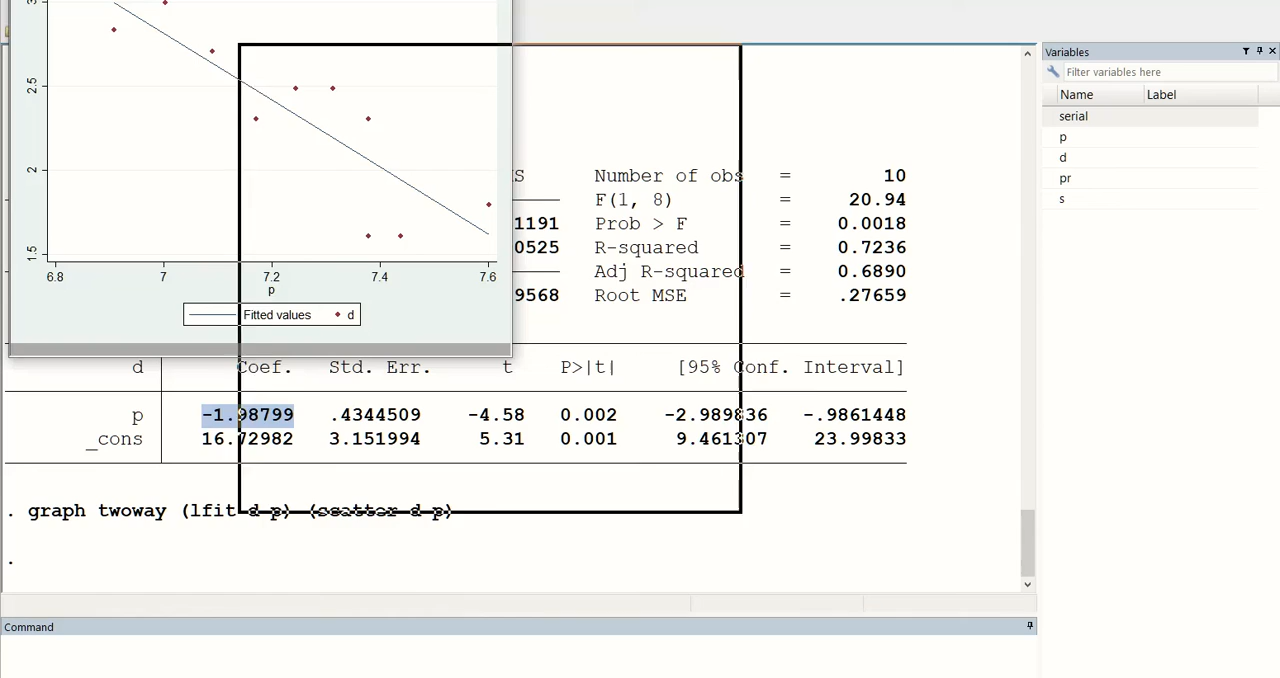 3
2.5
2
1.5
6.8 7 7.2 7.4 7.6
p
Fitted values d
Number of obs = 10
F(1, 8) = 20.94
1191 Prob > F = 0.0018
0525 R-squared = 0.7236
Adj R-squared = 0.6890
9568 Root MSE = .27659
d Coef. Std. Err. t P>|t| [95% Conf. Interval]
p -1.98799 .4344509 -4.58 0.002 -2.989836 -.9861448
_cons 16.72982 3.151994 5.31 0.001 9.461307 23.99833
. graph twoway (lfit d p) (scatter d p)
.
Command
Variables
Filter variables here
Name Label
serial
p
d
pr
s